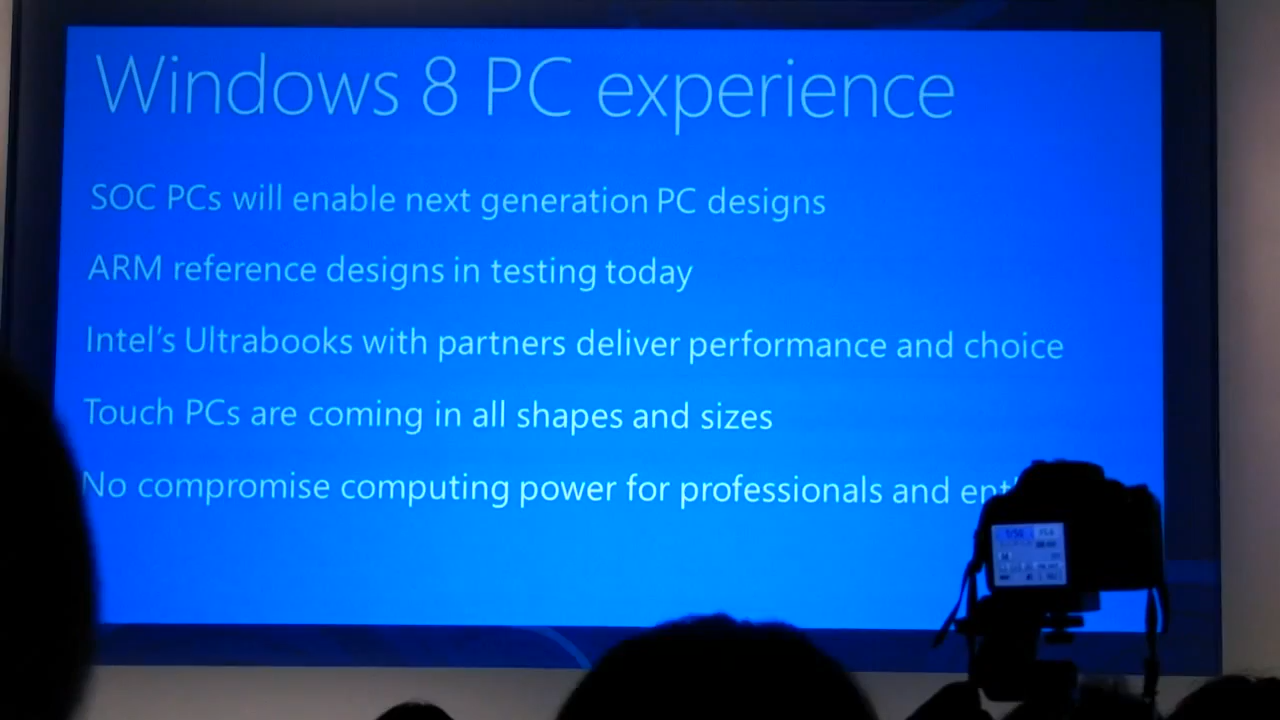 Windows 8 PC experience
SOC PCs will enable next generation PC designs
ARM reference designs in testing today
Intel's Ultrabooks with partners deliver performance and choice
Touch PCs are coming in all shapes and sizes
No compromise computing power for professionals and